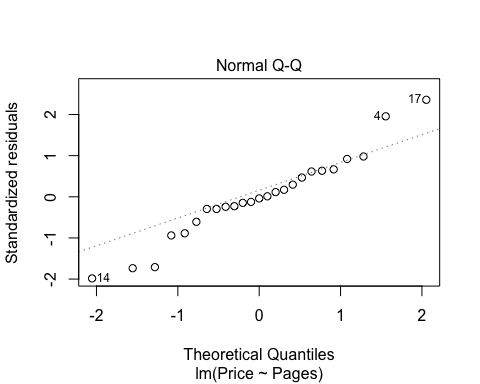 Normal Q-Q
Standardized residuals
2
1
0
-1
-2
17
4
14
-2 -1 0 1 2
Theoretical Quantiles
lm(Price ~ Pages)